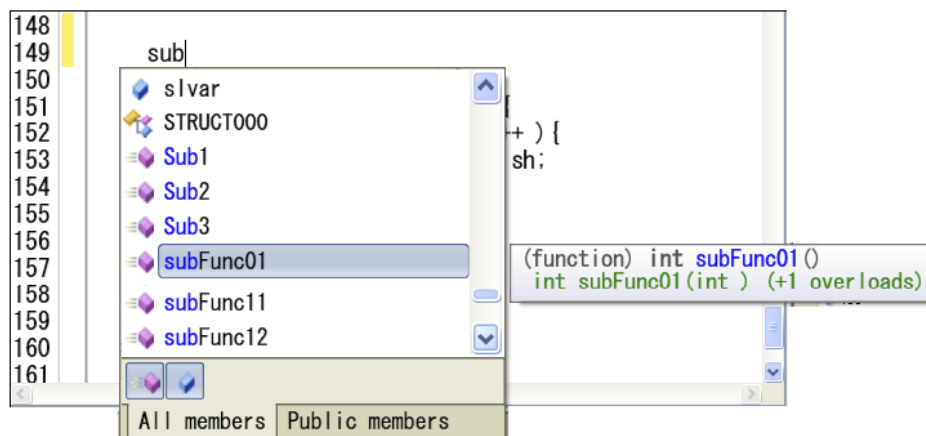 148
149 sub
150
151 {
152 ++ ) {
153 sh;
154
155
156
157
158
159
160
161
slvar
STRUCT000
Sub1
Sub2
Sub3
subFunc01
subFunc11
subFunc12
(function) int subFunc01()
int subFunc01(int ) (+1 overloads)
All members
Public members